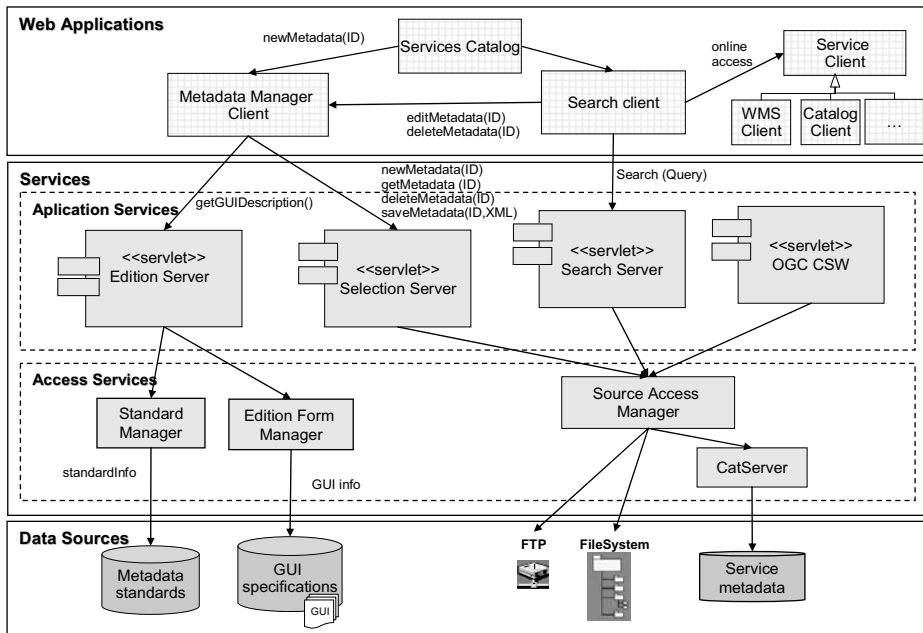 Web Applications
newMetadata(ID)
Services Catalog
online
access
Service
Client
Metadata Manager
Client
Search client
editMetadata(ID)
deleteMetadata(ID)
WMS
Client
Catalog
Client
...
Services
newMetadata(ID)
getMetadata (ID)
deleteMetadata(ID)
saveMetadata(ID,XML)
Search (Query)
Aplication Services
getGUIDescription()
<<servlet>>
Edition Server
<<servlet>>
Selection Server
<<servlet>>
Search Server
<<servlet>>
OGC CSW
Access Services
Standard
Manager
Edition Form
Manager
Source Access
Manager
standardInfo
GUI info
CatServer
Data Sources
FTP
FileSystem
Metadata
standards
GUI
specifications
GUI
Service
metadata